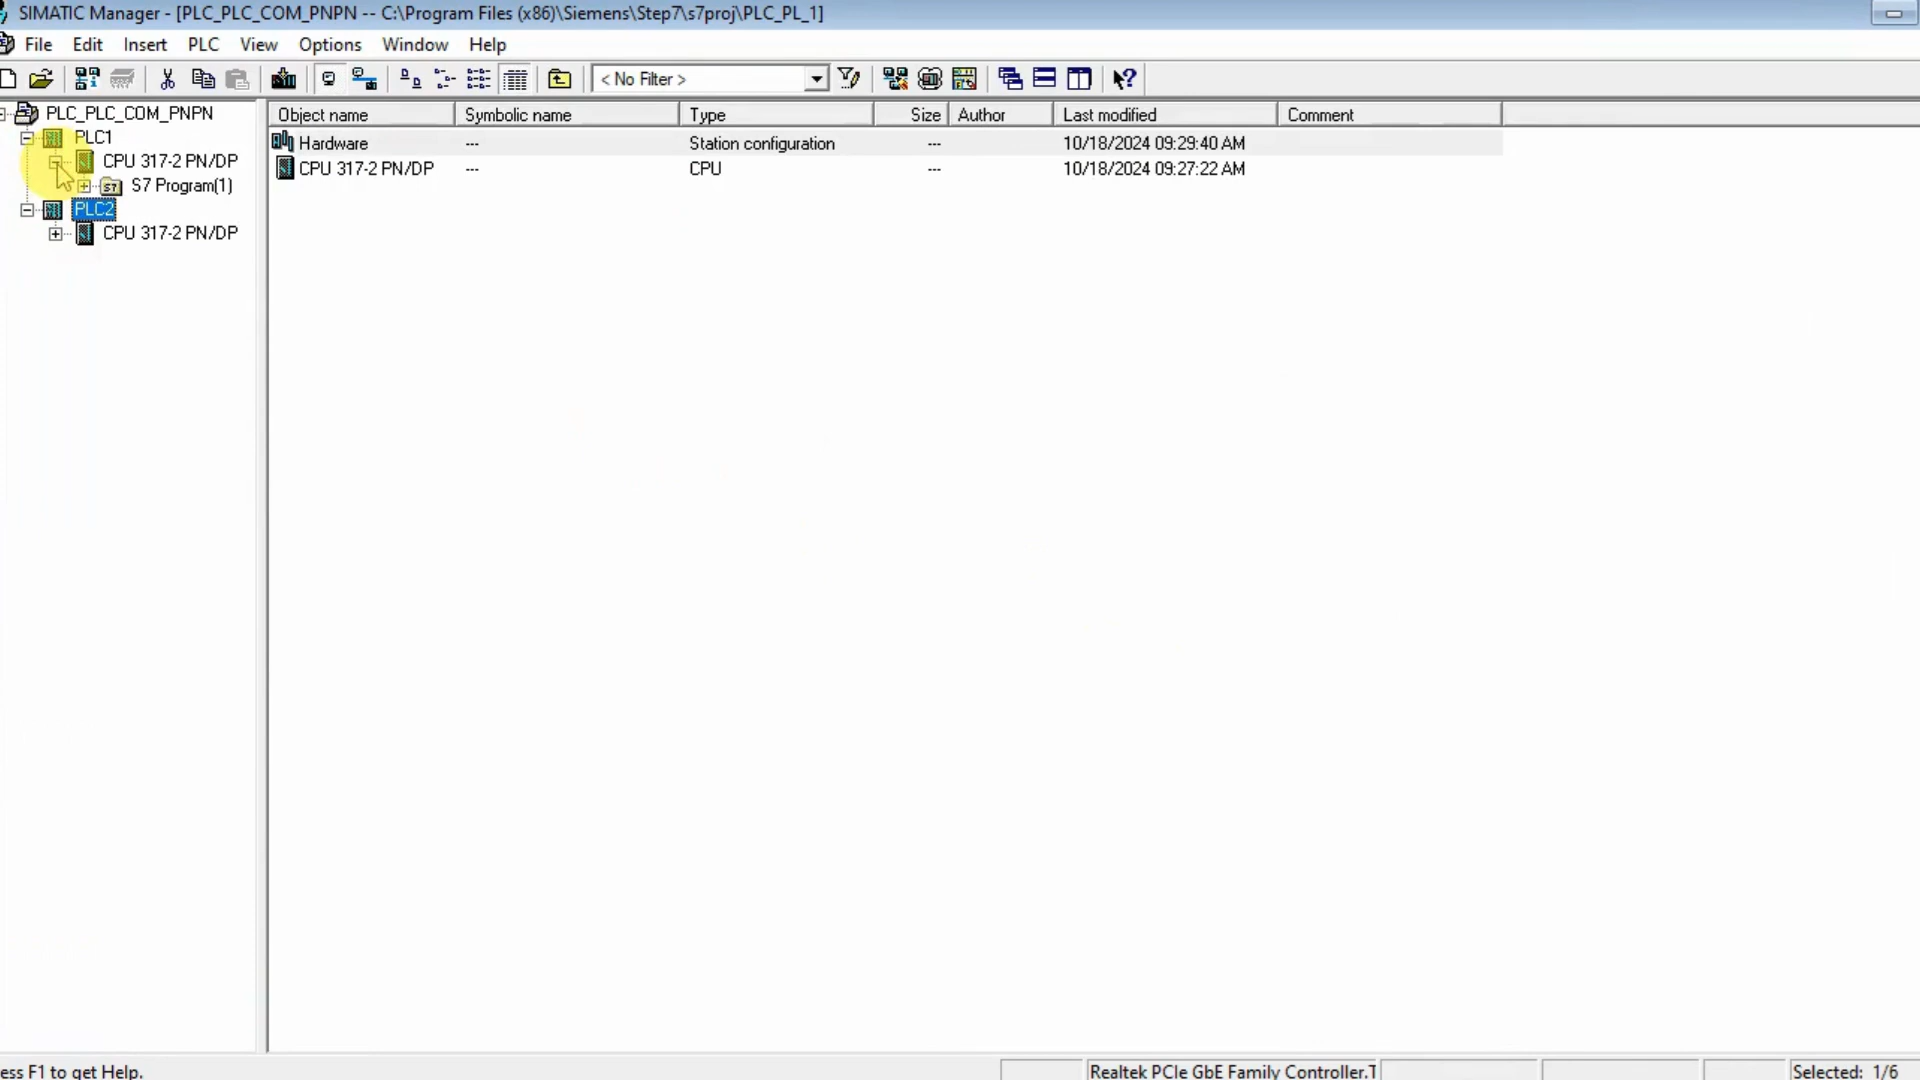 SIMATIC Manager - [PLC_PLC_COM_PNPN -- C:\Program Files (x86)\Siemens\Step7\s7proj\PLC_PL_1]
File Edit Insert PLC View Options Window Help
< No Filter >
PLC_PLC_COM_PNPN
PLC1
CPU 317-2 PN/DP
S7 Program(1)
PLC2
CPU 317-2 PN/DP
Object name Symbolic name Type Size Author Last modified Comment
Hardware --- Station configuration --- 10/18/2024 09:29:40 AM
CPU 317-2 PN/DP --- CPU --- 10/18/2024 09:27:22 AM
ess F1 to get Help. Realtek PCIe GbE Family Controller.T Selected: 1/6